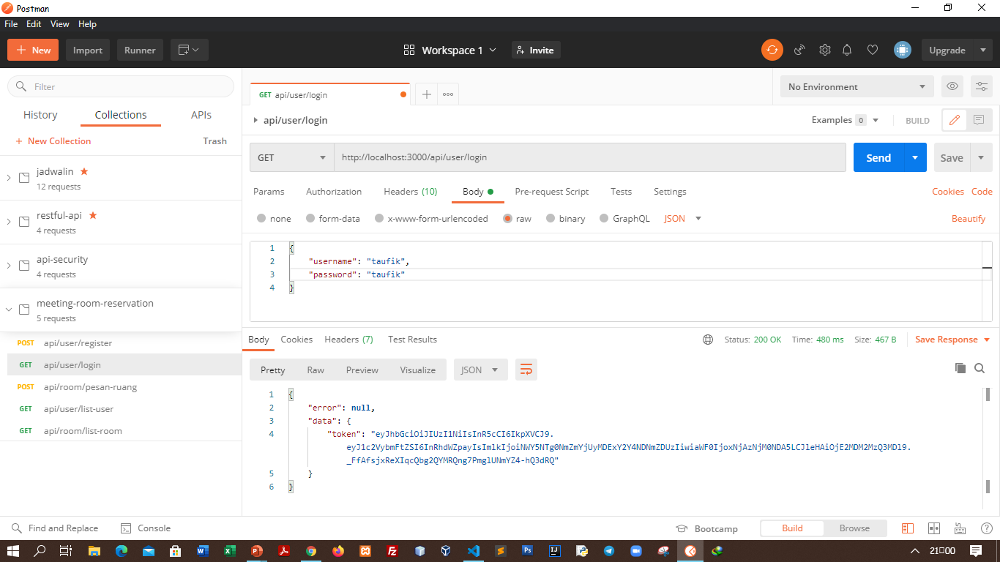 Postman
File Edit View Help
+ New Import Runner Workspace 1 Invite Upgrade
Filter
History Collections APIs
+ New Collection Trash
jadwalin
12 requests
restful-api
4 requests
api-security
4 requests
meeting-room-reservation
5 requests
POST api/user/register
GET api/user/login
POST api/room/pesan-ruang
GET api/user/list-user
GET api/room/list-room
GET api/user/login
No Environment
api/user/login Examples 0 BUILD
GET http://localhost:3000/api/user/login Send Save
Params Authorization Headers (10) Body Pre-request Script Tests Settings Cookies Code
none form-data x-www-form-urlencoded raw binary GraphQL JSON Beautify
1 {
2 "username": "taufik",
3 "password": "taufik"
4 }
Body Cookies Headers (7) Test Results Status: 200 OK Time: 480 ms Size: 467 B Save Response
Pretty Raw Preview Visualize JSON
1 {
2 "error": null,
3 "data": {
4 "token": "eyJhbGciOiJIUzI1NiIsInR5cCI6IkpXVCJ9.
eyJ1c2VybmFtZSI6InRhdWZpayIsImlkIjoiNWY5NTg0NmZmYjUyMDExY2Y4NDNmZDUzIiwiaWF0IjoxNjAzNjM0NDA5LCJleHAiOjE2MDM2MzQ3MDl9.
_FfAfsjxReXIqcQbg2QYMRQng7PmglUNmYZ4-hQ3dRQ"
5 }
6 }
Find and Replace Console Bootcamp Build Browse
21□00